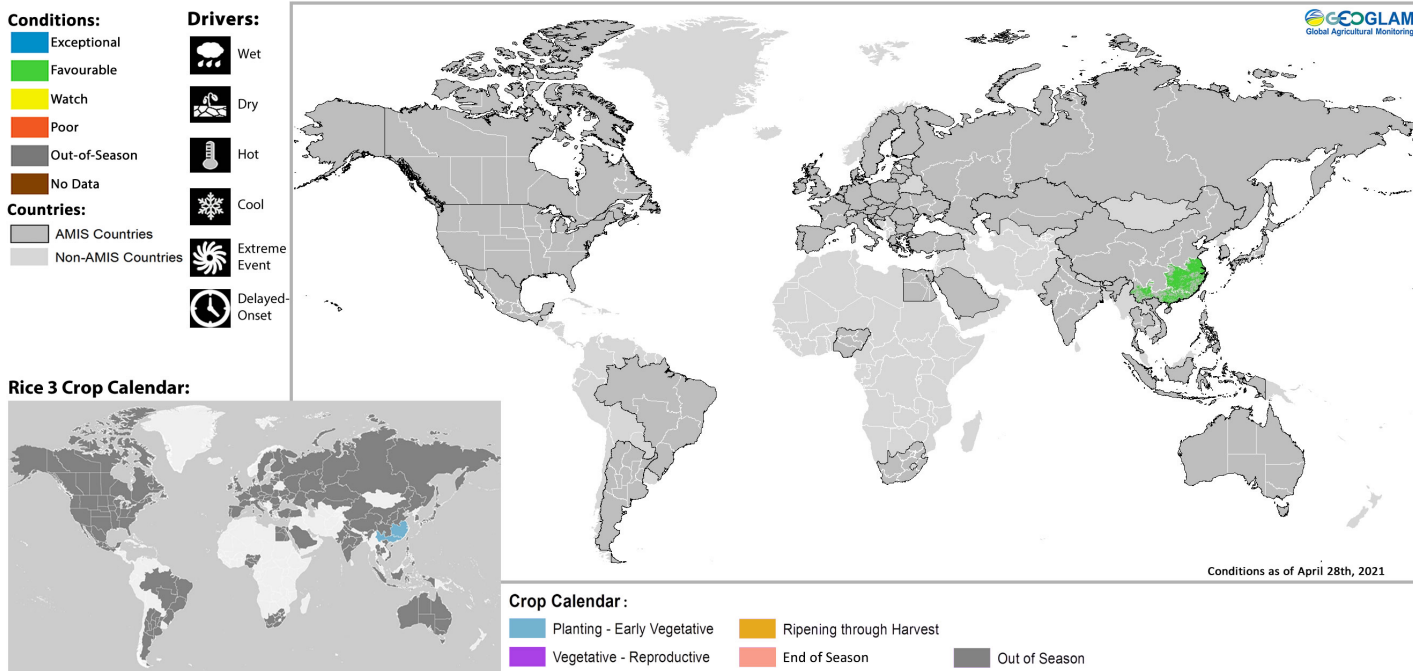 Conditions:
Exceptional
Favourable
Watch
Poor
Out-of-Season
No Data
Countries:
AMIS Countries
Non-AMIS Countries
Drivers:
Wet
Dry
Hot
Cool
Extreme
Event
Delayed-
Onset
GEOGLAM
Global Agricultural Monitoring
Conditions as of April 28th, 2021
Rice 3 Crop Calendar:
Crop Calendar :
Planting - Early Vegetative
Vegetative - Reproductive
Ripening through Harvest
End of Season
Out of Season